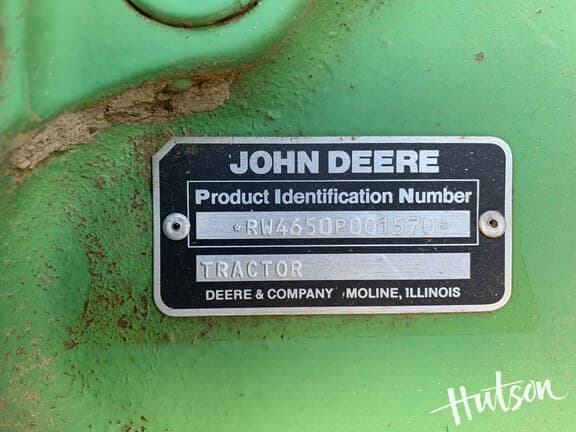 JOHN DEERE
Product Identification Number
*RW4650P001570*
TRACTOR
DEERE & COMPANY MOLINE, ILLINOIS
Hutson